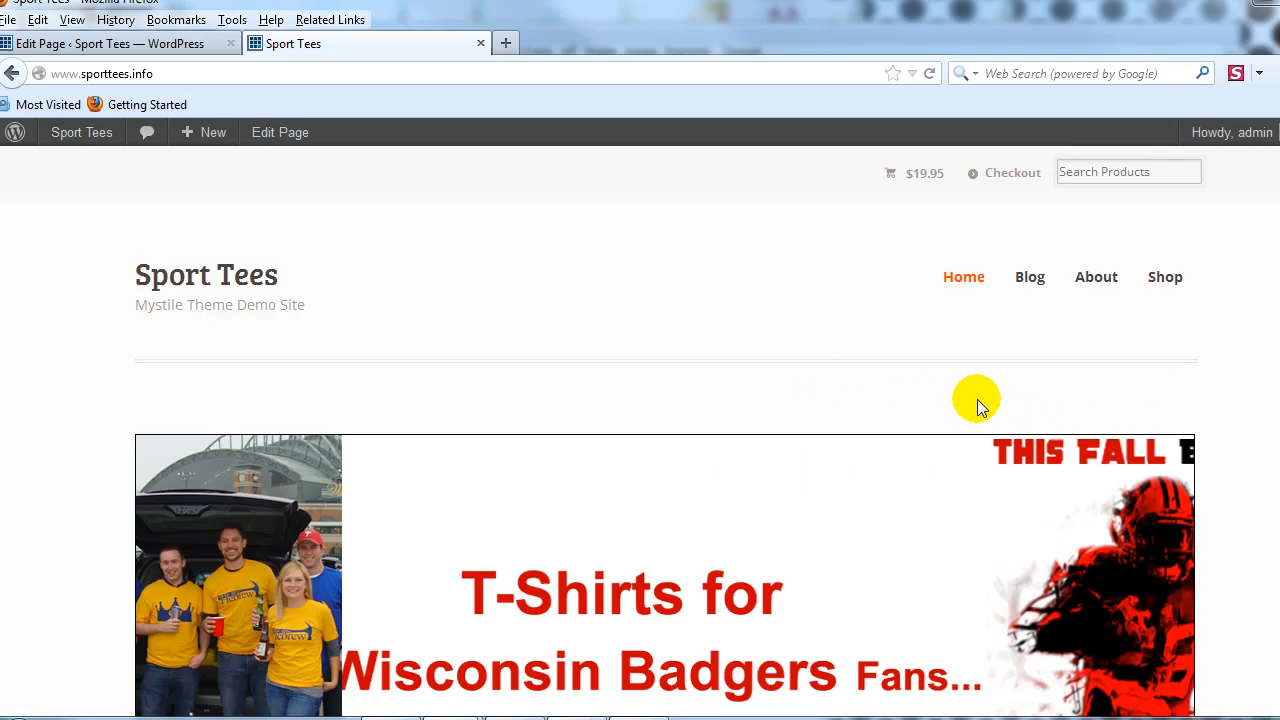 Sport Tees - Mozilla Firefox
File Edit View History Bookmarks Tools Help Related Links
Edit Page ‹ Sport Tees — WordPress × Sport Tees × +
www.sporttees.info Web Search (powered by Google) S
Most Visited Getting Started
Sport Tees + New Edit Page Howdy, admin
$19.95 Checkout Search Products
Sport Tees Home Blog About Shop
Mystile Theme Demo Site
THIS FALL
T-Shirts for
Wisconsin Badgers Fans...